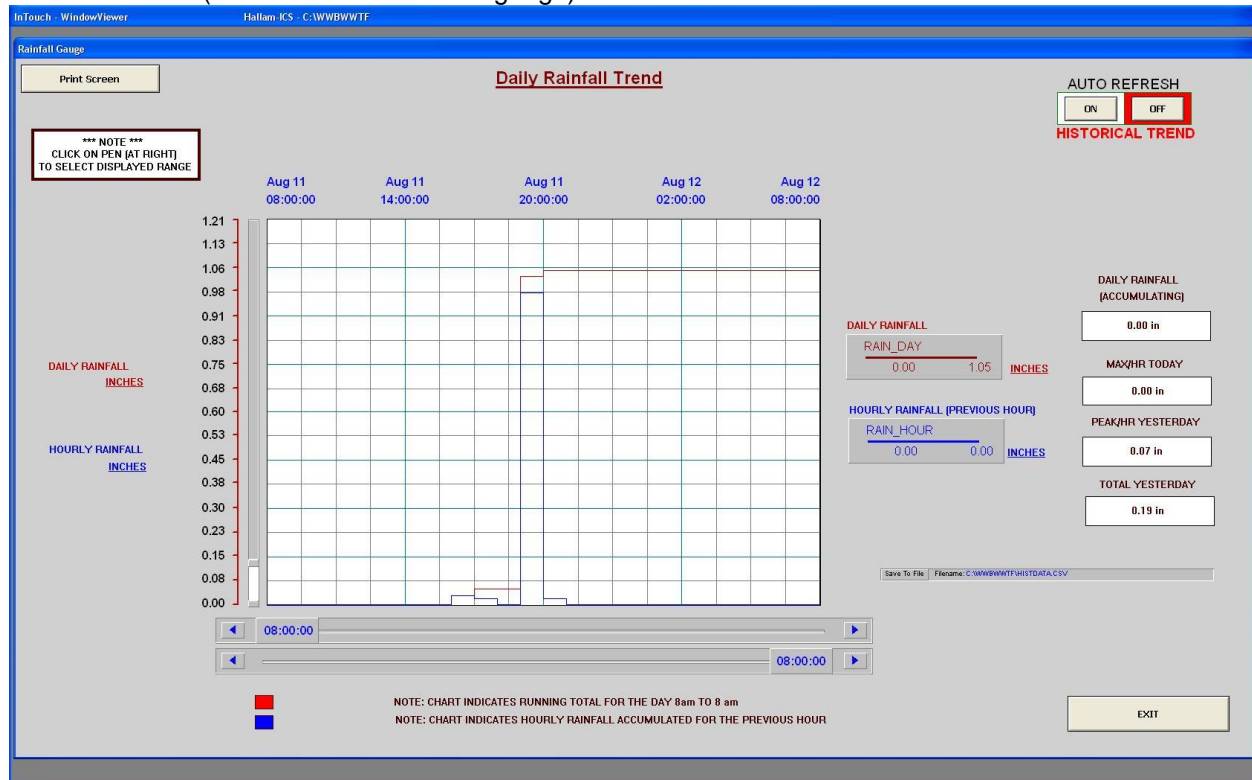 InTouch - WindowViewer Hallam-ICS - C:\WWBWWTF
Rainfall Gauge
Print Screen
Daily Rainfall Trend
AUTO REFRESH
ON OFF
HISTORICAL TREND
*** NOTE ***
CLICK ON PEN (AT RIGHT)
TO SELECT DISPLAYED RANGE
Aug 11 Aug 11 Aug 11 Aug 12 Aug 12
08:00:00 14:00:00 20:00:00 02:00:00 08:00:00
1.21
1.13
1.06
0.98
0.91
0.83
0.75
0.68
0.60
0.53
0.45
0.38
0.30
0.23
0.15
0.08
0.00
DAILY RAINFALL
INCHES
HOURLY RAINFALL
INCHES
DAILY RAINFALL
RAIN_DAY
0.00 1.05 INCHES
HOURLY RAINFALL (PREVIOUS HOUR)
RAIN_HOUR
0.00 0.00 INCHES
DAILY RAINFALL
(ACCUMULATING)
0.00 in
MAX/HR TODAY
0.00 in
PEAK/HR YESTERDAY
0.07 in
TOTAL YESTERDAY
0.19 in
Save To File Filename: C:\WWBWWTF\HISTDATA.CSV
08:00:00
08:00:00
NOTE: CHART INDICATES RUNNING TOTAL FOR THE DAY 8am TO 8 am
NOTE: CHART INDICATES HOURLY RAINFALL ACCUMULATED FOR THE PREVIOUS HOUR
EXIT